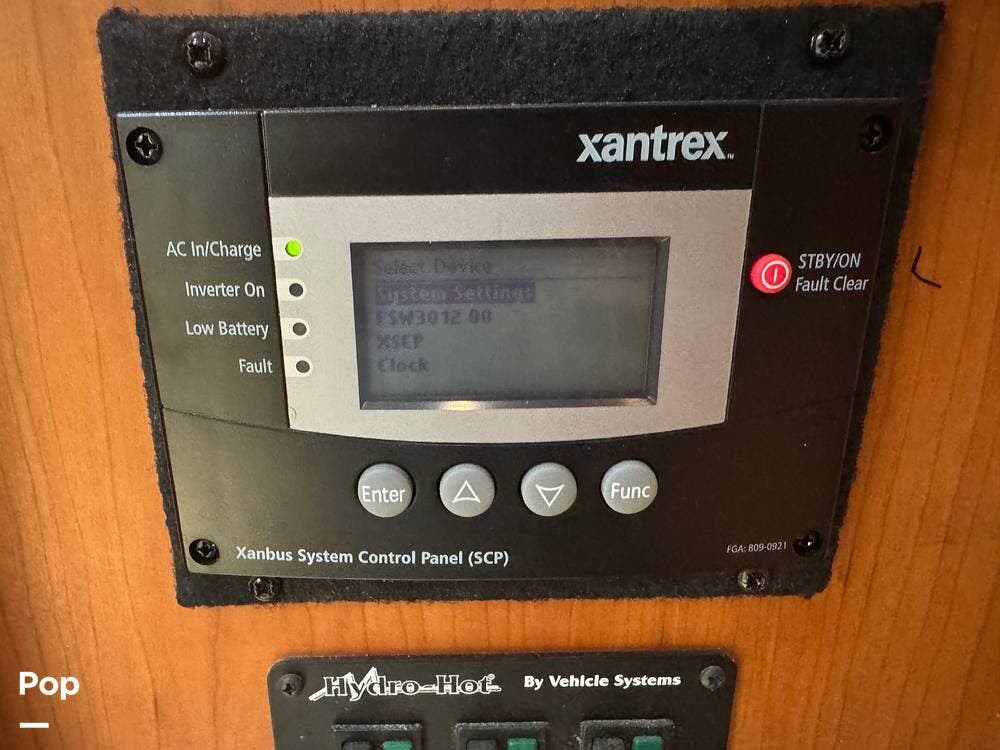 xantrex™
AC In/Charge
Inverter On
Low Battery
Fault
Select Device
System Settings
FSW3012 00
XSCP
Clock
STBY/ON
Fault Clear
Enter
Func
Xanbus System Control Panel (SCP)
FGA: 809-0921
Hydro-Hot
By Vehicle Systems
Pop